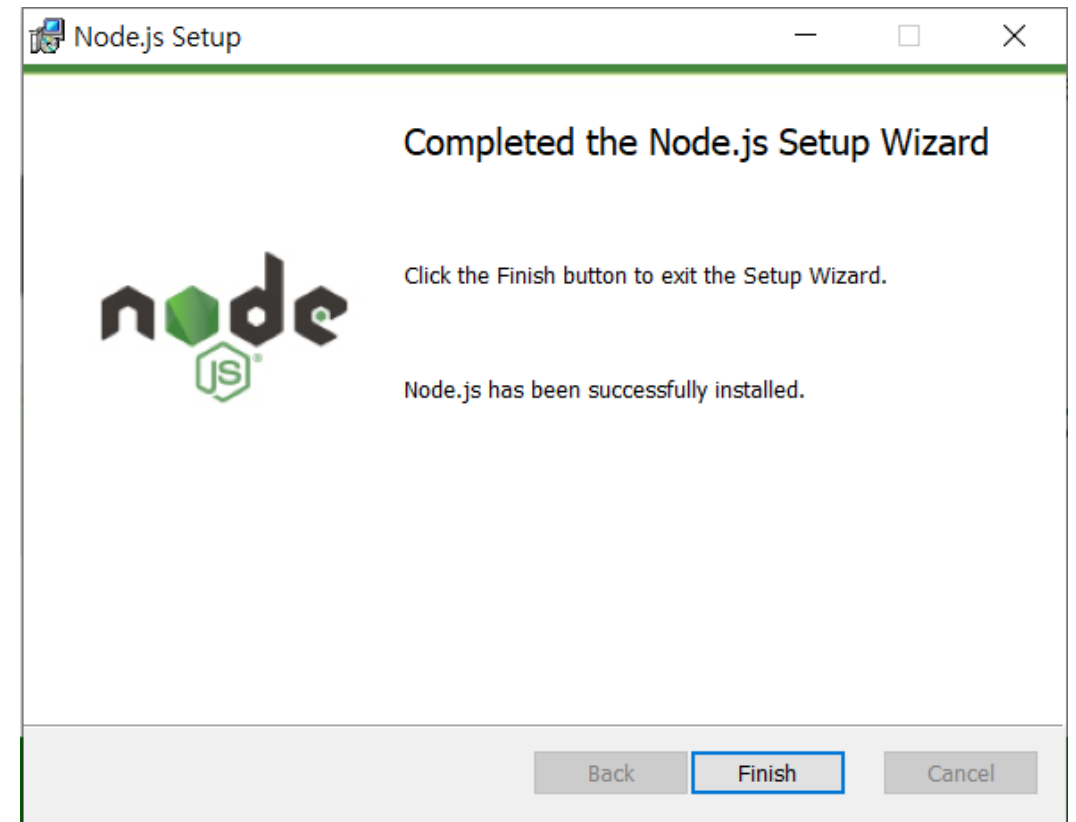 Node.js Setup
Completed the Node.js Setup Wizard
Click the Finish button to exit the Setup Wizard.
node
JS
Node.js has been successfully installed.
Back
Finish
Cancel